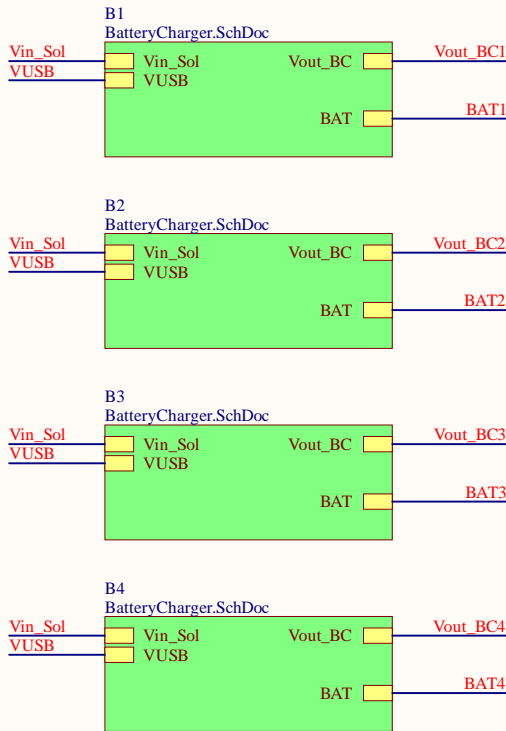 B1
BatteryCharger.SchDoc
Vin_Sol Vin_Sol Vout_BC Vout_BC1
VUSB VUSB
BAT BAT1
B2
BatteryCharger.SchDoc
Vin_Sol Vin_Sol Vout_BC Vout_BC2
VUSB VUSB
BAT BAT2
B3
BatteryCharger.SchDoc
Vin_Sol Vin_Sol Vout_BC Vout_BC3
VUSB VUSB
BAT BAT3
B4
BatteryCharger.SchDoc
Vin_Sol Vin_Sol Vout_BC Vout_BC4
VUSB VUSB
BAT BAT4